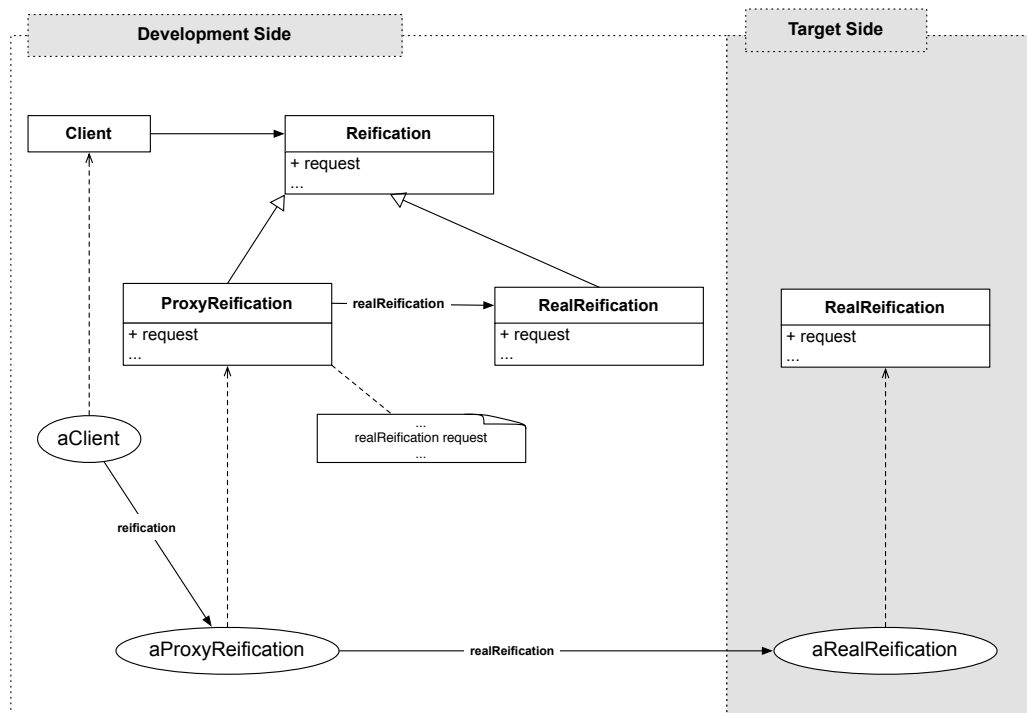 Development Side
Target Side
Client
Reification
+ request
...
ProxyReification
+ request
...
realReification
RealReification
+ request
...
RealReification
+ request
...
...
realReification request
...
aClient
reification
aProxyReification
realReification
aRealReification